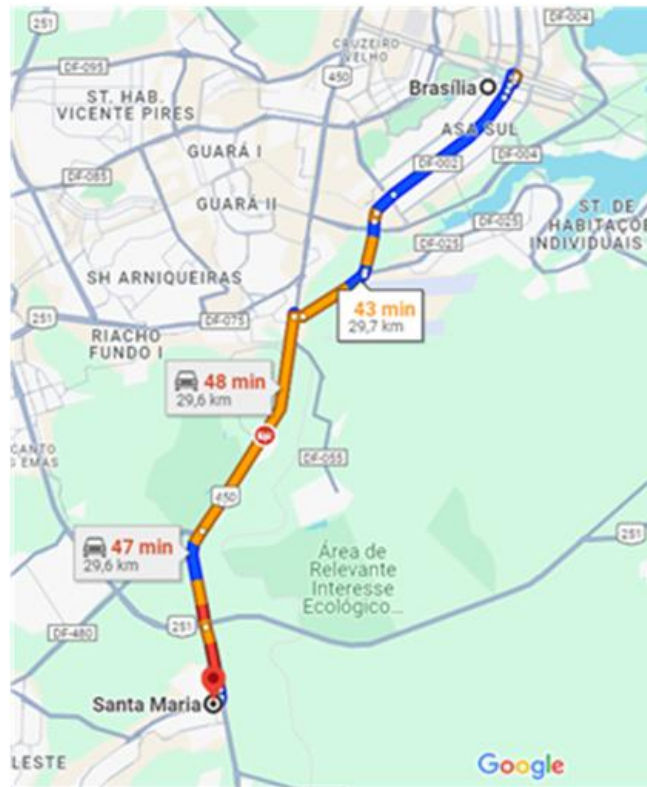 251
DF-004
CRUZEIRO
VELHO
DF-095
450
Brasília
ST. HAB.
VICENTE PIRES
ASA SUL
GUARÁ I
DF-002
DF-004
DF-085
GUARÁ II
DF-025
ST. DE
HABITAÇÕE
INDIVIDUAIS
DF-025
SH ARNIQUEIRAS
43 min
29,7 km
251
DF-075
RIACHO
FUNDO I
48 min
29,6 km
CANTO
EMAS
DF-055
450
47 min
29,6 km
251
Área de
Relevante
Interesse
Ecológico...
251
DF-480
Santa Maria
LESTE
Google